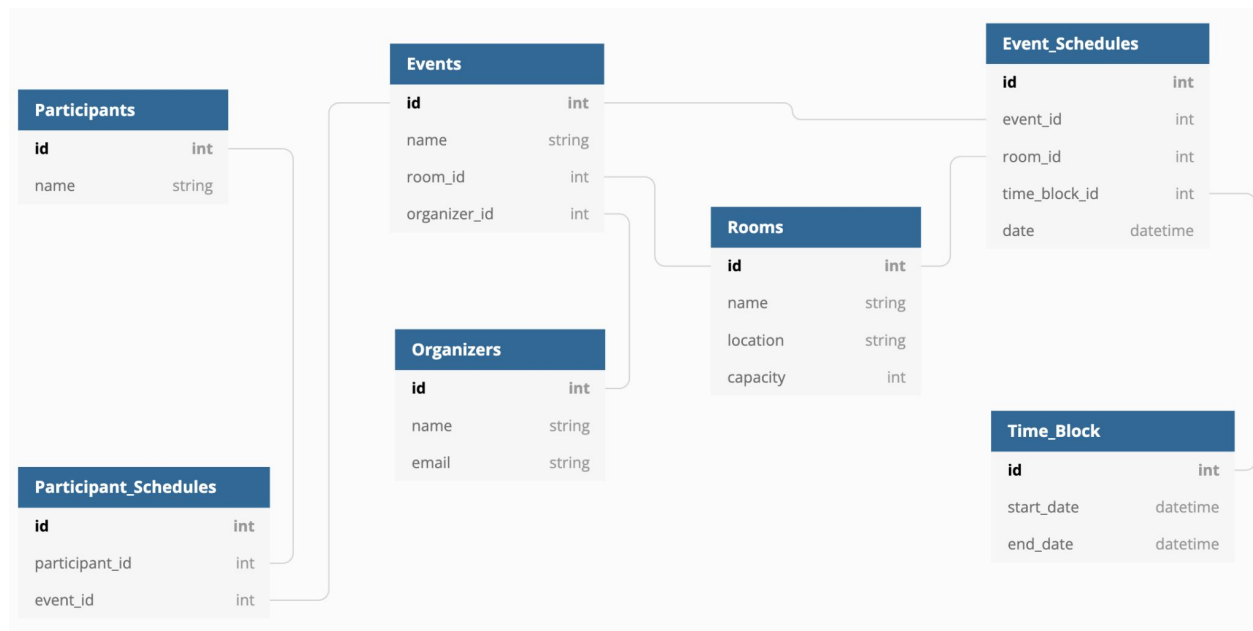 Participants
id int
name string
Participant_Schedules
id int
participant_id int
event_id int
Events
id int
name string
room_id int
organizer_id int
Organizers
id int
name string
email string
Rooms
id int
name string
location string
capacity int
Event_Schedules
id int
event_id int
room_id int
time_block_id int
date datetime
Time_Block
id int
start_date datetime
end_date datetime